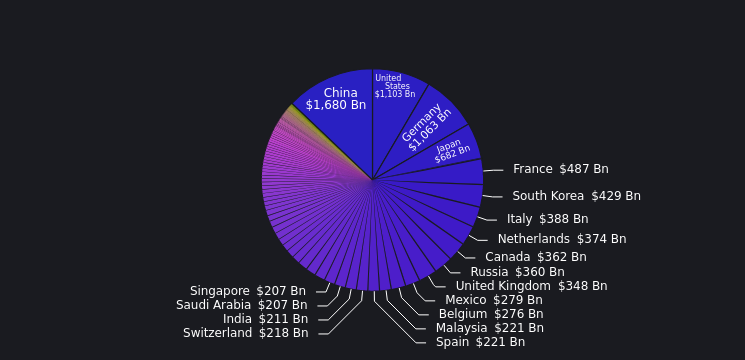 China
$1,680 Bn
United
States
$1,103 Bn
Germany
$1,063 Bn
Japan
$682 Bn
France $487 Bn
South Korea $429 Bn
Italy $388 Bn
Netherlands $374 Bn
Canada $362 Bn
Russia $360 Bn
United Kingdom $348 Bn
Mexico $279 Bn
Belgium $276 Bn
Malaysia $221 Bn
Spain $221 Bn
Singapore $207 Bn
Saudi Arabia $207 Bn
India $211 Bn
Switzerland $218 Bn